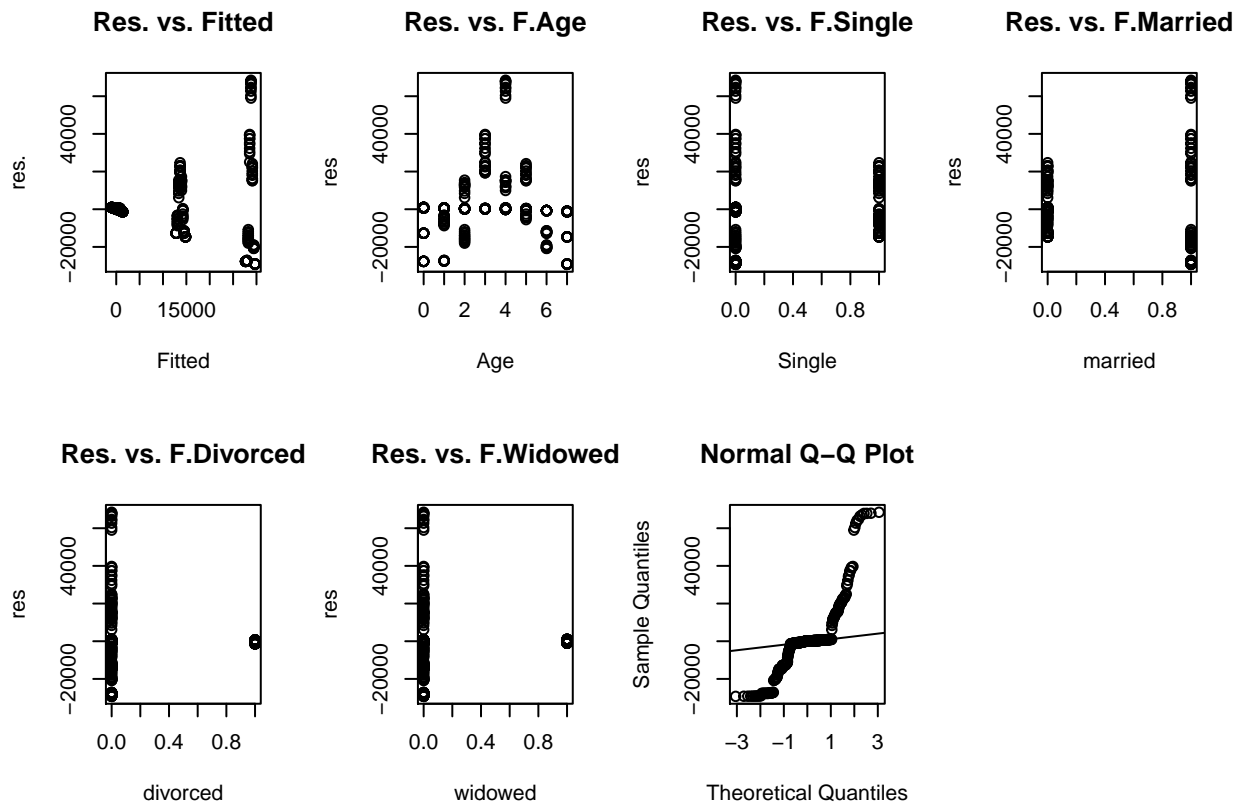 Res. vs. Fitted
res.
−20000
40000
0
15000
Fitted
Res. vs. F.Age
res
−20000
40000
0
2
4
6
Age
Res. vs. F.Single
res
−20000
40000
0.0
0.4
0.8
Single
Res. vs. F.Married
res
−20000
40000
0.0
0.4
0.8
married
Res. vs. F.Divorced
res
−20000
40000
0.0
0.4
0.8
divorced
Res. vs. F.Widowed
res
−20000
40000
0.0
0.4
0.8
widowed
Normal Q−Q Plot
Sample Quantiles
−20000
40000
−3
−1
1
3
Theoretical Quantiles